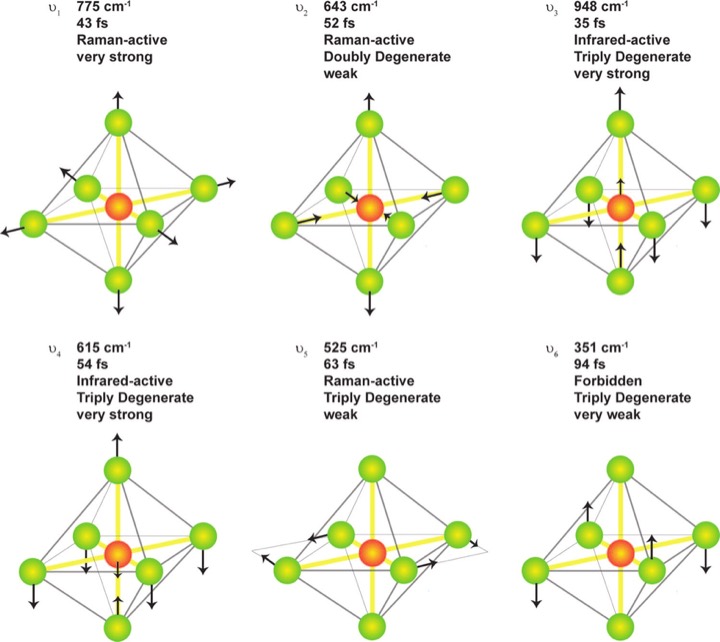 υ1
775 cm-1
43 fs
Raman-active
very strong
υ2
643 cm-1
52 fs
Raman-active
Doubly Degenerate
weak
υ3
948 cm-1
35 fs
Infrared-active
Triply Degenerate
very strong
υ4
615 cm-1
54 fs
Infrared-active
Triply Degenerate
very strong
υ5
525 cm-1
63 fs
Raman-active
Triply Degenerate
weak
υ6
351 cm-1
94 fs
Forbidden
Triply Degenerate
very weak